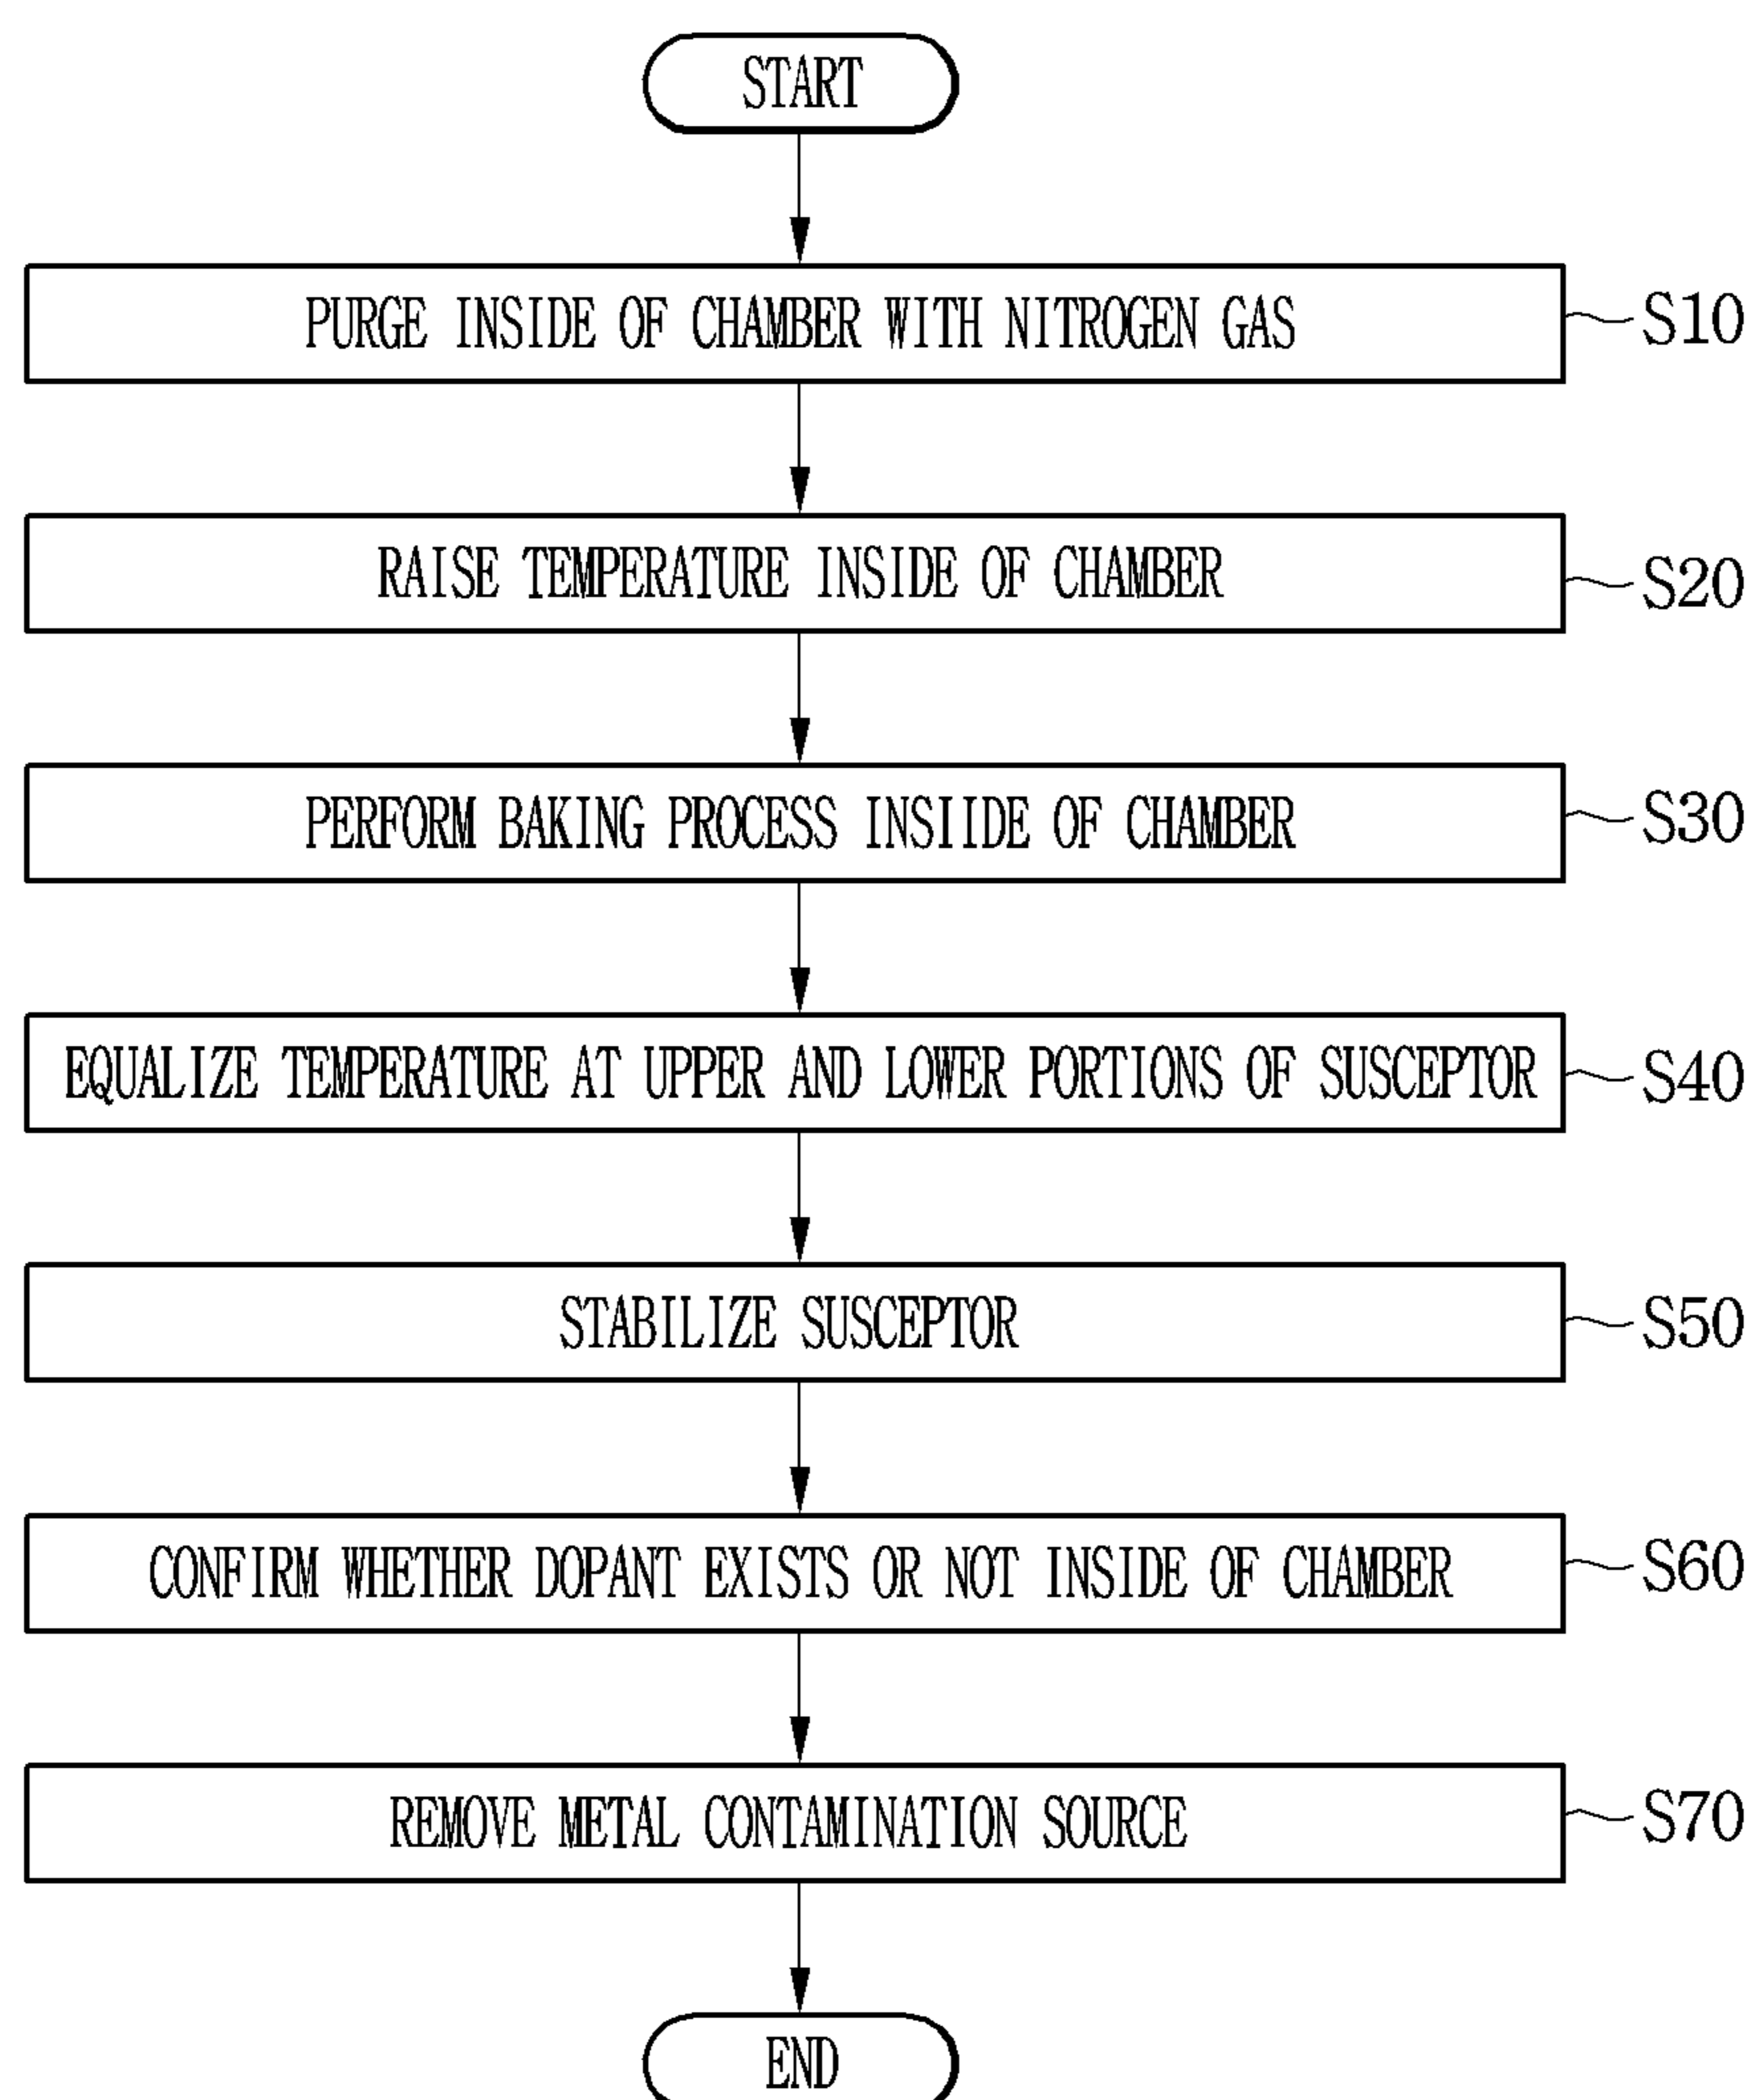 START
PURGE INSIDE OF CHAMBER WITH NITROGEN GAS
S10
RAISE TEMPERATURE INSIDE OF CHAMBER
S20
PERFORM BAKING PROCESS INSIIDE OF CHAMBER
S30
EQUALIZE TEMPERATURE AT UPPER AND LOWER PORTIONS OF SUSCEPTOR
S40
STABILIZE SUSCEPTOR
S50
CONFIRM WHETHER DOPANT EXISTS OR NOT INSIDE OF CHAMBER
S60
REMOVE METAL CONTAMINATION SOURCE
S70
END